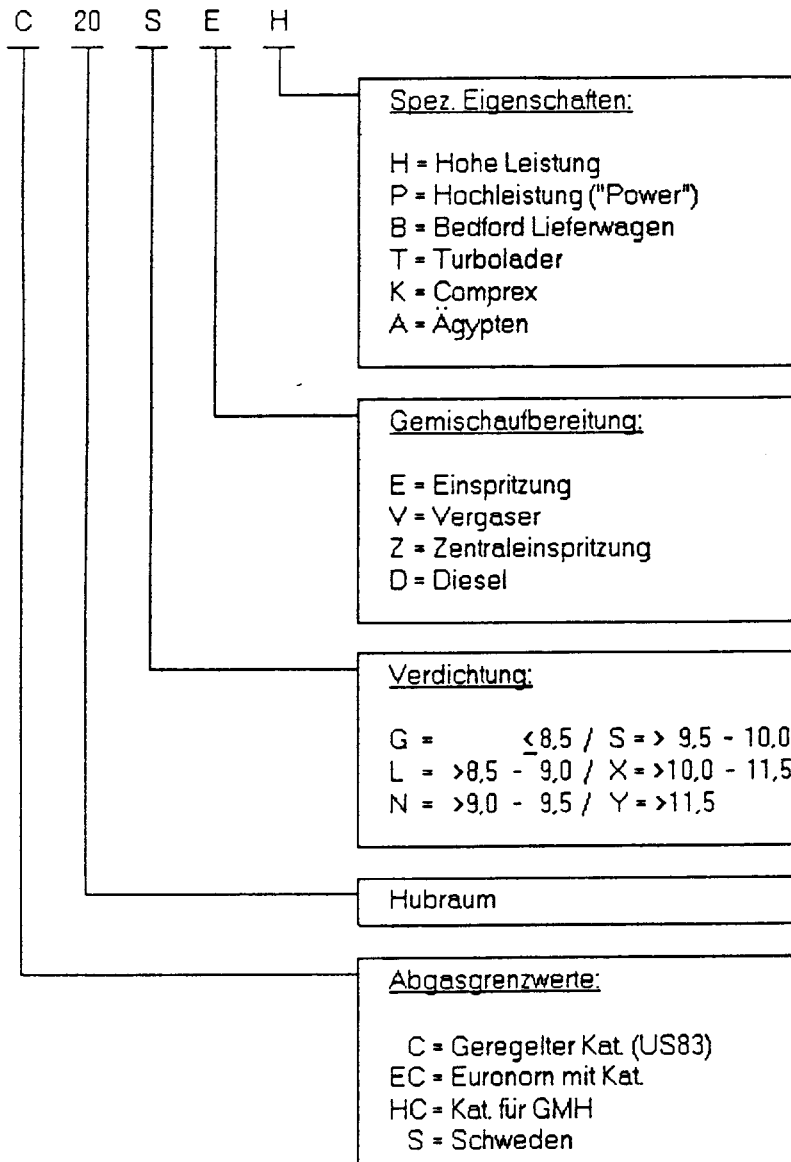 C 20 S E H
Spez. Eigenschaften:
H = Hohe Leistung
P = Hochleistung ("Power")
B = Bedford Lieferwagen
T = Turbolader
K = Comprex
A = Ägypten
Gemischaufbereitung:
E = Einspritzung
V = Vergaser
Z = Zentraleinspritzung
D = Diesel
Verdichtung:
G = ≤8,5 / S = > 9,5 - 10,0
L = >8,5 - 9,0 / X = >10,0 - 11,5
N = >9,0 - 9,5 / Y = >11,5
Hubraum
Abgasgrenzwerte:
C = Geregelter Kat. (US83)
EC = Euronorn mit Kat.
HC = Kat. für GMH
S = Schweden